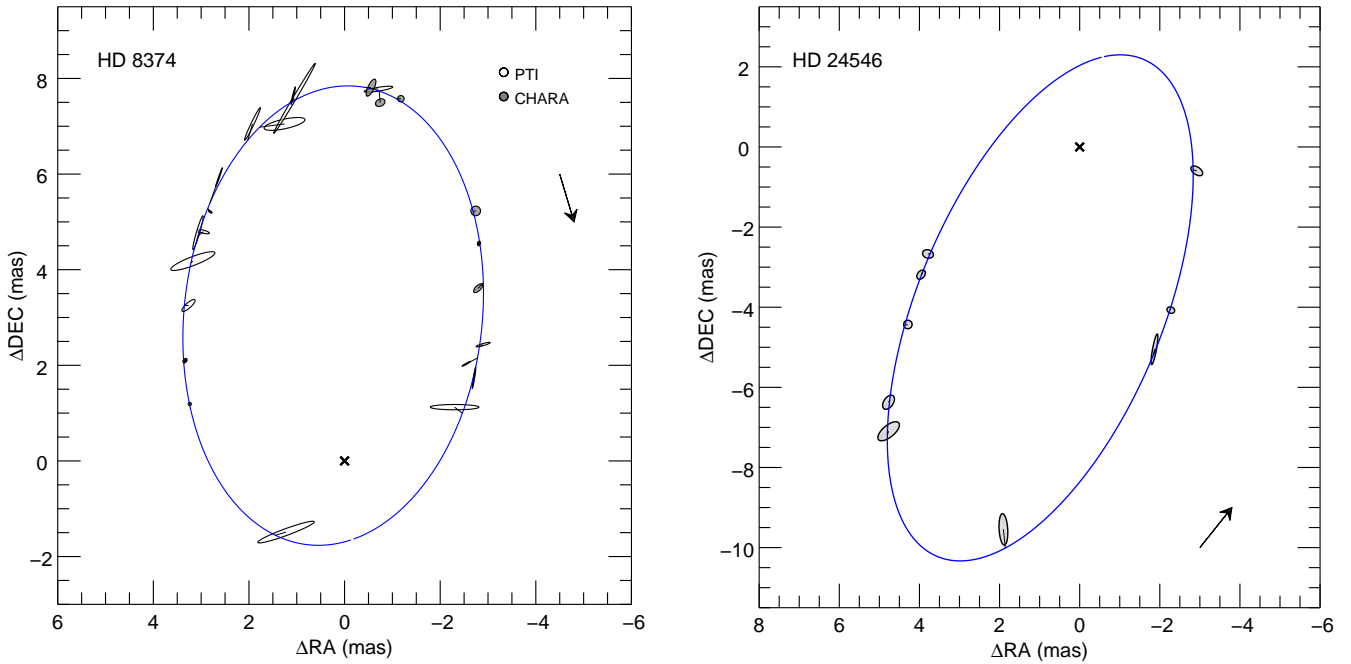 HD 8374
PTI
CHARA
8
6
4
2
0
−2
ΔDEC (mas)
6 4 2 0 −2 −4 −6
ΔRA (mas)
HD 24546
2
0
−2
−4
−6
−8
−10
ΔDEC (mas)
8 6 4 2 0 −2 −4 −6
ΔRA (mas)